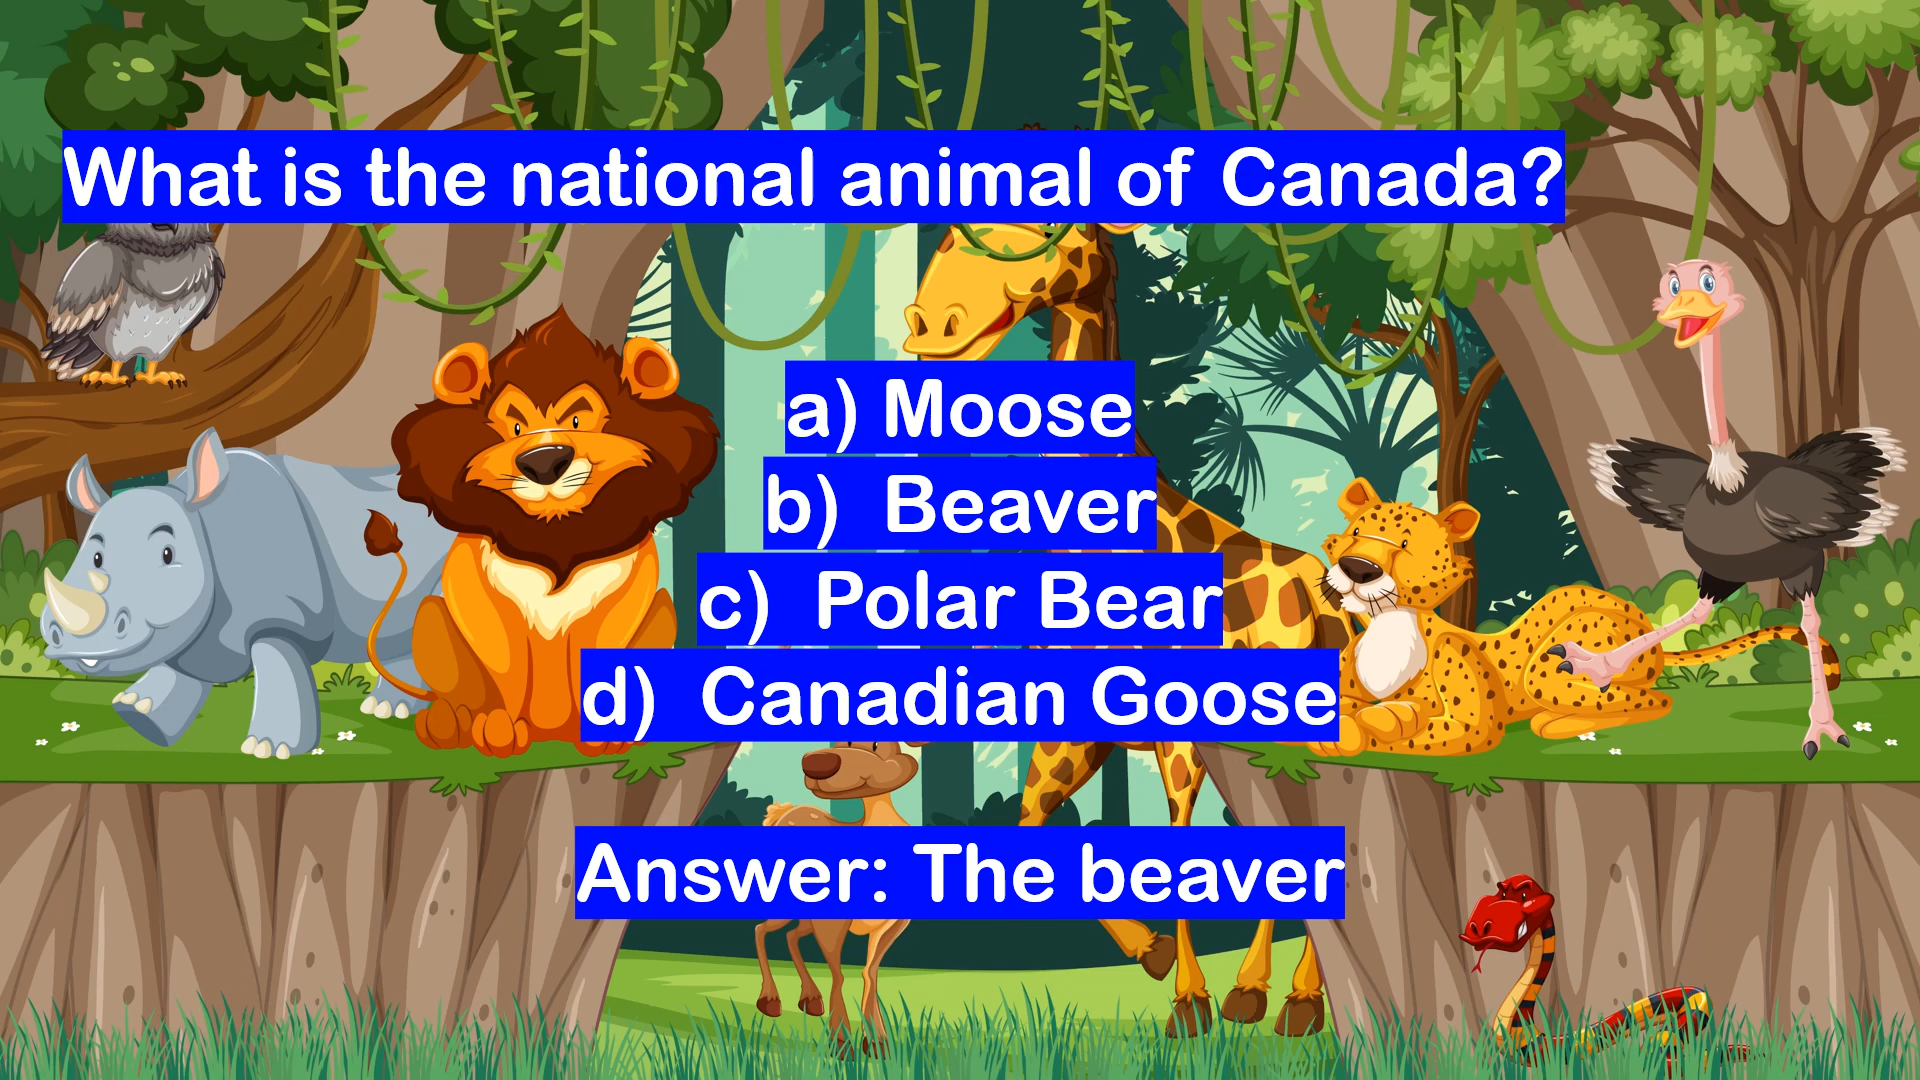 What is the national animal of Canada?
a) Moose
b) Beaver
c) Polar Bear
d) Canadian Goose
Answer: The beaver